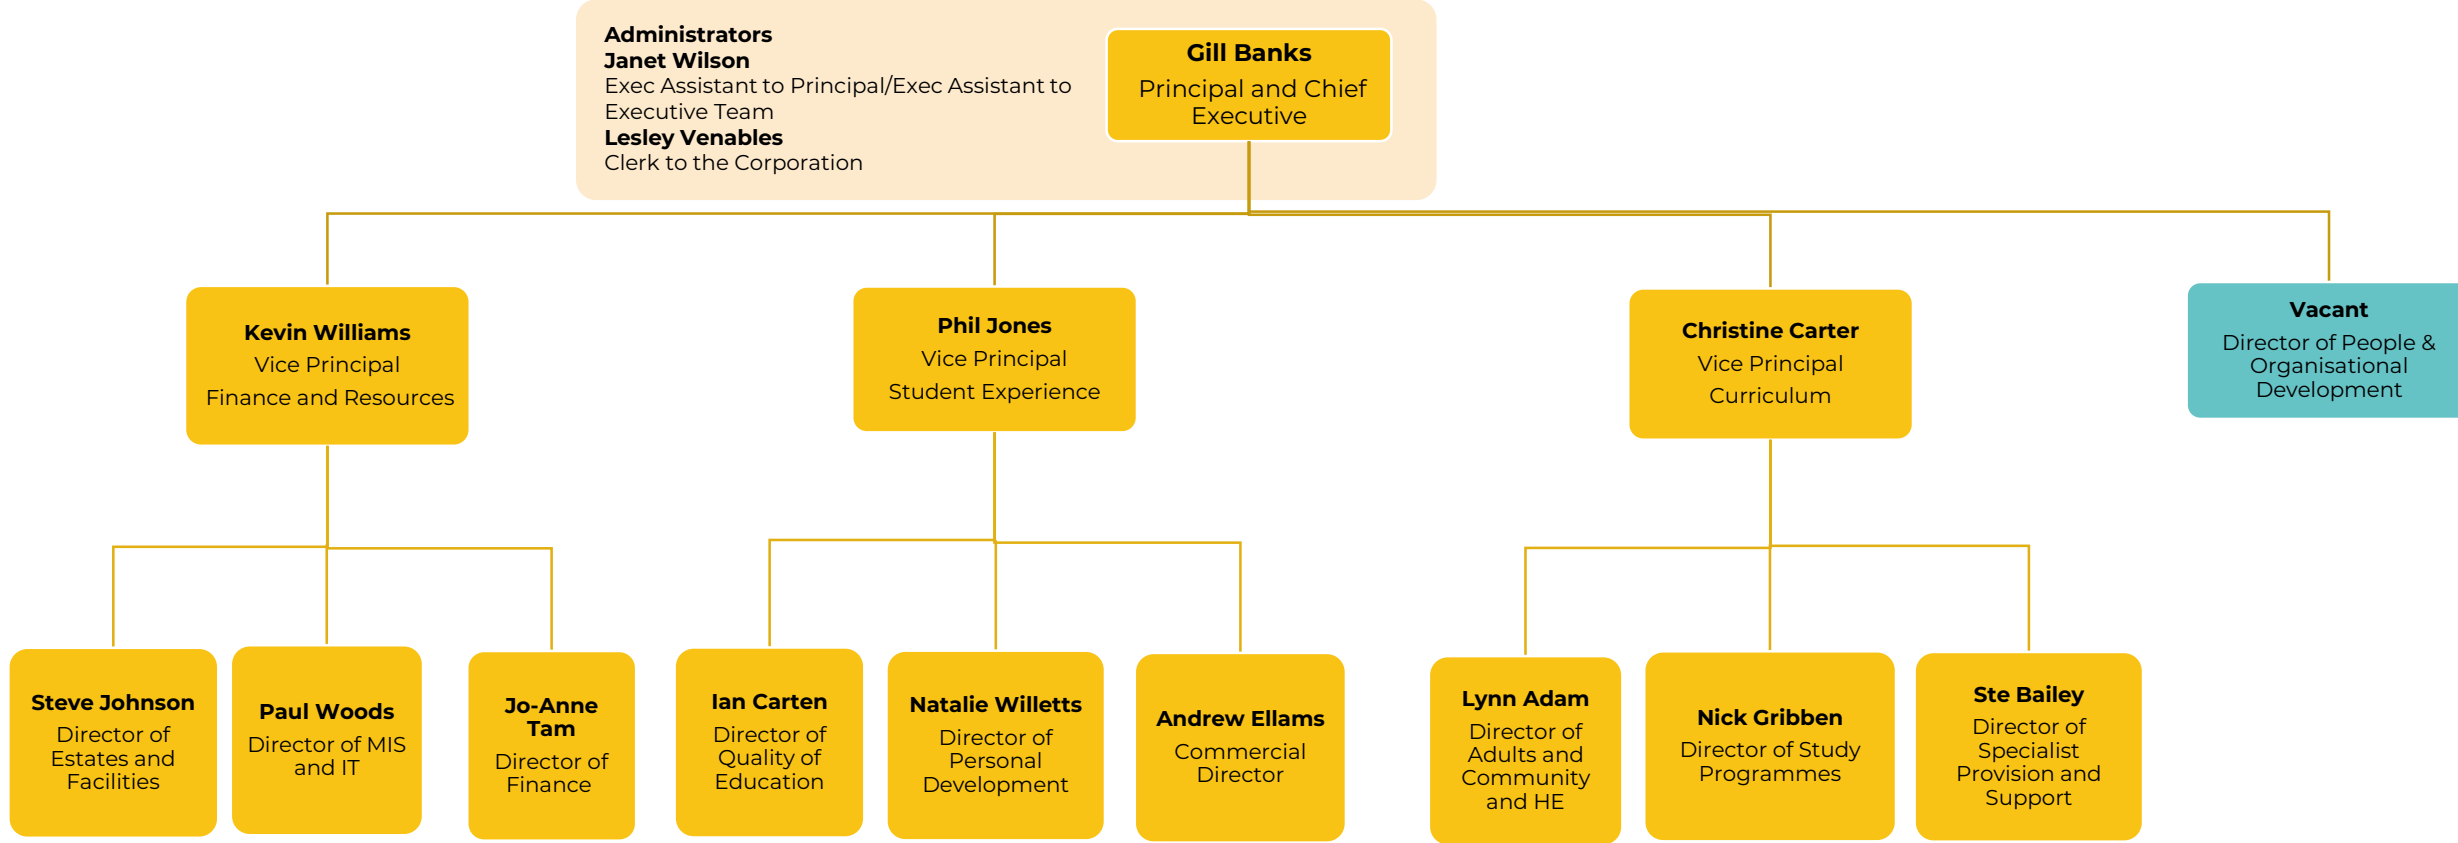 Administrators
Janet Wilson
Exec Assistant to Principal/Exec Assistant to
Executive Team
Lesley Venables
Clerk to the Corporation
Gill Banks
Principal and Chief
Executive
Kevin Williams
Vice Principal
Finance and Resources
Phil Jones
Vice Principal
Student Experience
Christine Carter
Vice Principal
Curriculum
Vacant
Director of People &
Organisational
Development
Steve Johnson
Director of
Estates and
Facilities
Paul Woods
Director of MIS
and IT
Jo-Anne
Tam
Director of
Finance
Ian Carten
Director of
Quality of
Education
Natalie Willetts
Director of
Personal
Development
Andrew Ellams
Commercial
Director
Lynn Adam
Director of
Adults and
Community
and HE
Nick Gribben
Director of Study
Programmes
Ste Bailey
Director of
Specialist
Provision and
Support